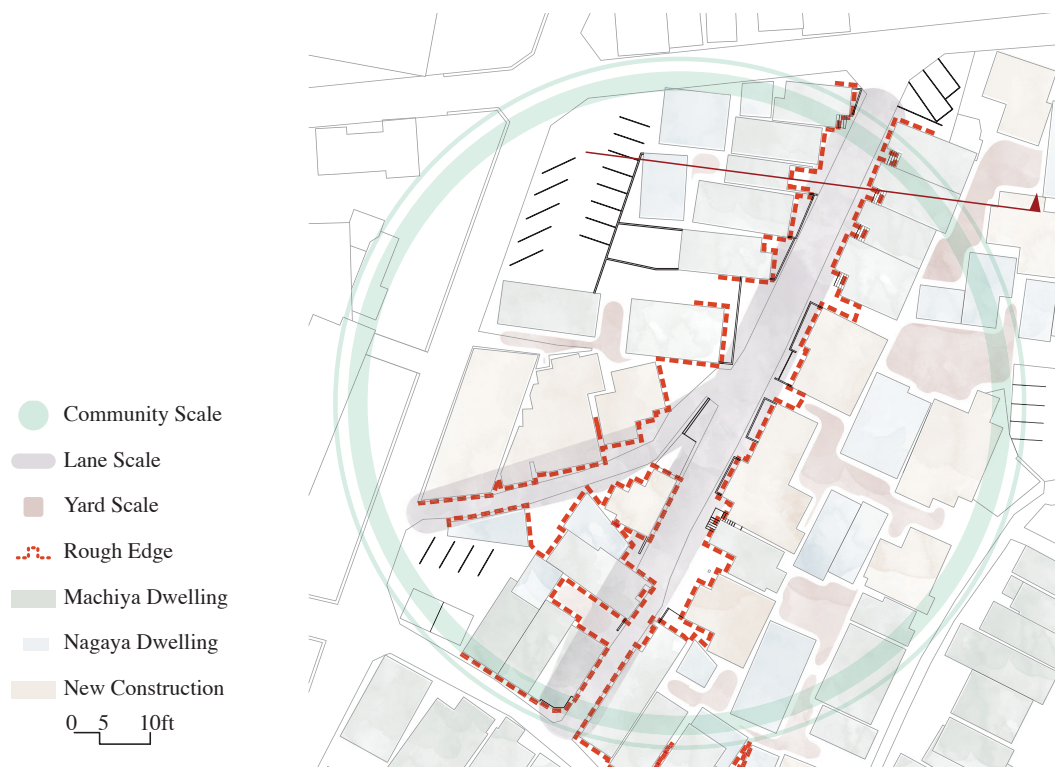 Community Scale
Lane Scale
Yard Scale
Rough Edge
Machiya Dwelling
Nagaya Dwelling
New Construction
0 5 10ft